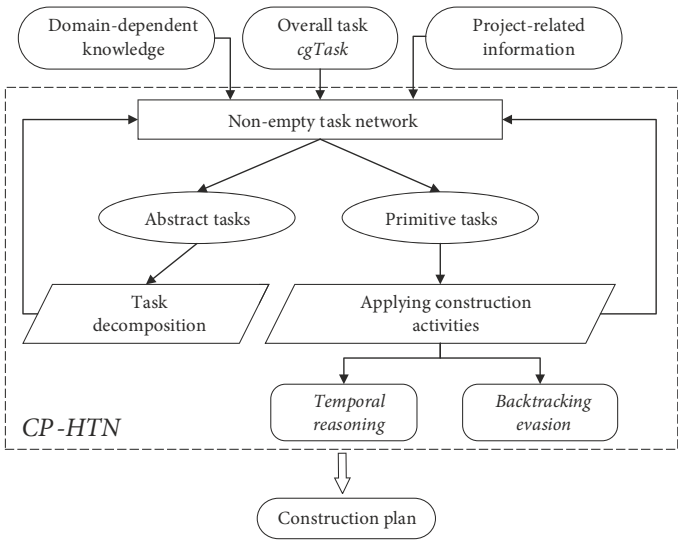 Domain-dependent
knowledge
Overall task
cgTask
Project-related
information
Non-empty task network
Abstract tasks
Primitive tasks
Task
decomposition
Applying construction
activities
Temporal
reasoning
Backtracking
evasion
CP-HTN
Construction plan